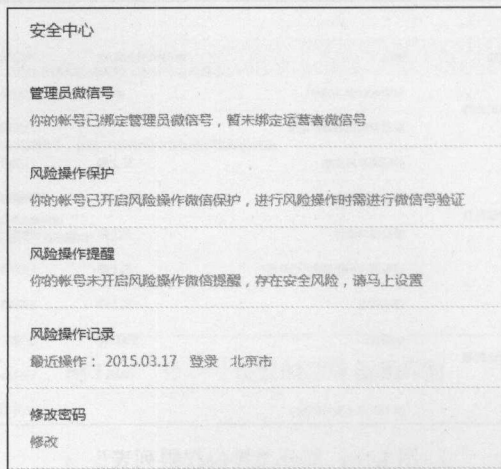 安全中心
管理员微信号
你的帐号已绑定管理员微信号，暂未绑定运营者微信号
风险操作保护
你的帐号已开启风险操作微信保护，进行风险操作时需进行微信号验证
风险操作提醒
你的帐号未开启风险操作微信提醒，存在安全风险，请马上设置
风险操作记录
最近操作： 2015.03.17 登录 北京市
修改密码
修改